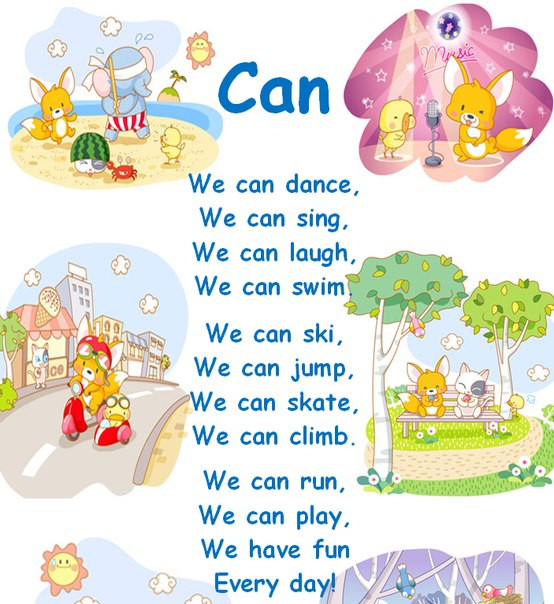 Can
Music
We can dance,
We can sing,
We can laugh,
We can swim.
We can ski,
We can jump,
We can skate,
We can climb.
We can run,
We can play,
We have fun
Every day!